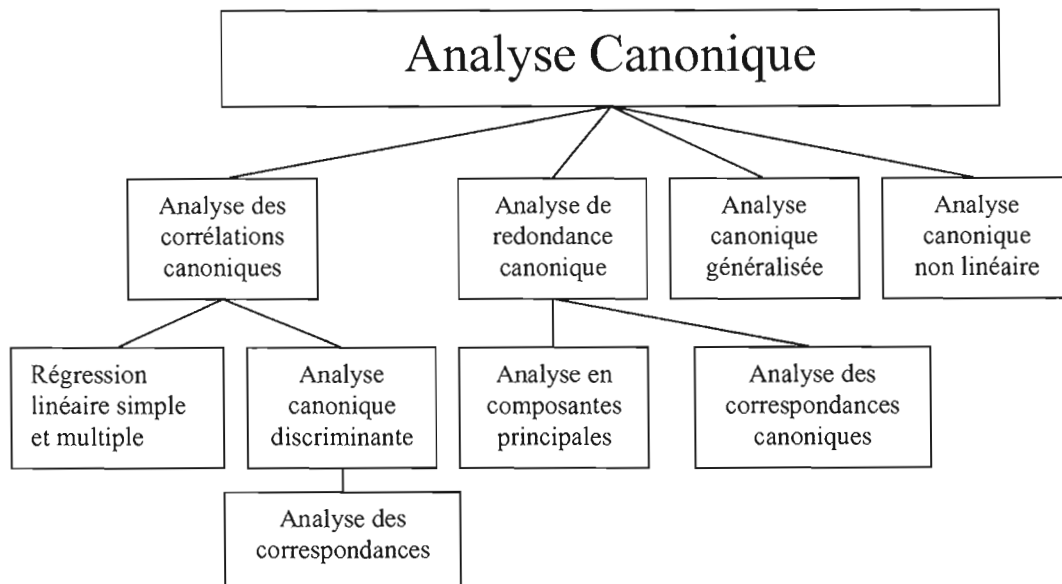 Analyse Canonique
Analyse des
corrélations
canoniques
Analyse de
redondance
canonique
Analyse
canonique
généralisée
Analyse
canonique
non linéaire
Régression
linéaire simple
et multiple
Analyse
canonique
discriminante
Analyse en
composantes
principales
Analyse des
correspondances
canoniques
Analyse des
correspondances